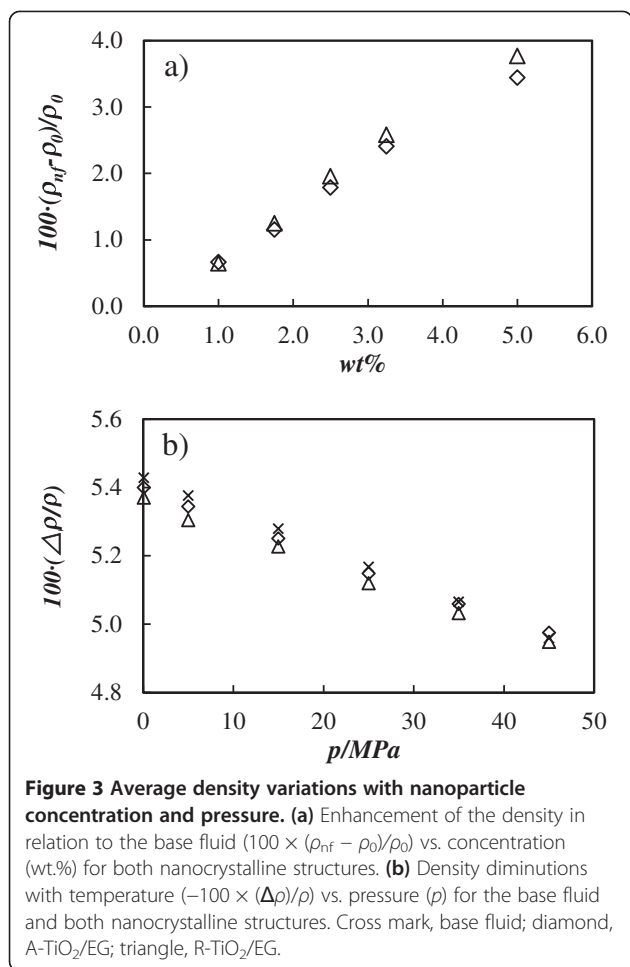 4.0
a)
3.0
2.0
1.0
0.0
100·(ρnf-ρ0)/ρ0
0.0 1.0 2.0 3.0 4.0 5.0 6.0
wt%
5.6
b)
5.4
5.2
5.0
4.8
100·(Δρ/ρ)
0 10 20 30 40 50
p/MPa
Figure 3 Average density variations with nanoparticle
concentration and pressure. (a) Enhancement of the density in
relation to the base fluid (100 × (ρnf − ρ0)/ρ0) vs. concentration
(wt.%) for both nanocrystalline structures. (b) Density diminutions
with temperature (−100 × (Δρ)/ρ) vs. pressure (p) for the base fluid
and both nanocrystalline structures. Cross mark, base fluid; diamond,
A-TiO2/EG; triangle, R-TiO2/EG.